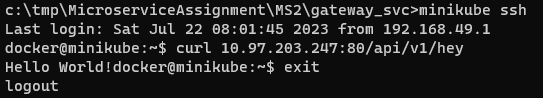 c:\tmp\MicroserviceAssignment\MS2\gateway_svc>minikube ssh
Last login: Sat Jul 22 08:01:45 2023 from 192.168.49.1
docker@minikube:~$ curl 10.97.203.247:80/api/v1/hey
Hello World!docker@minikube:~$ exit
logout